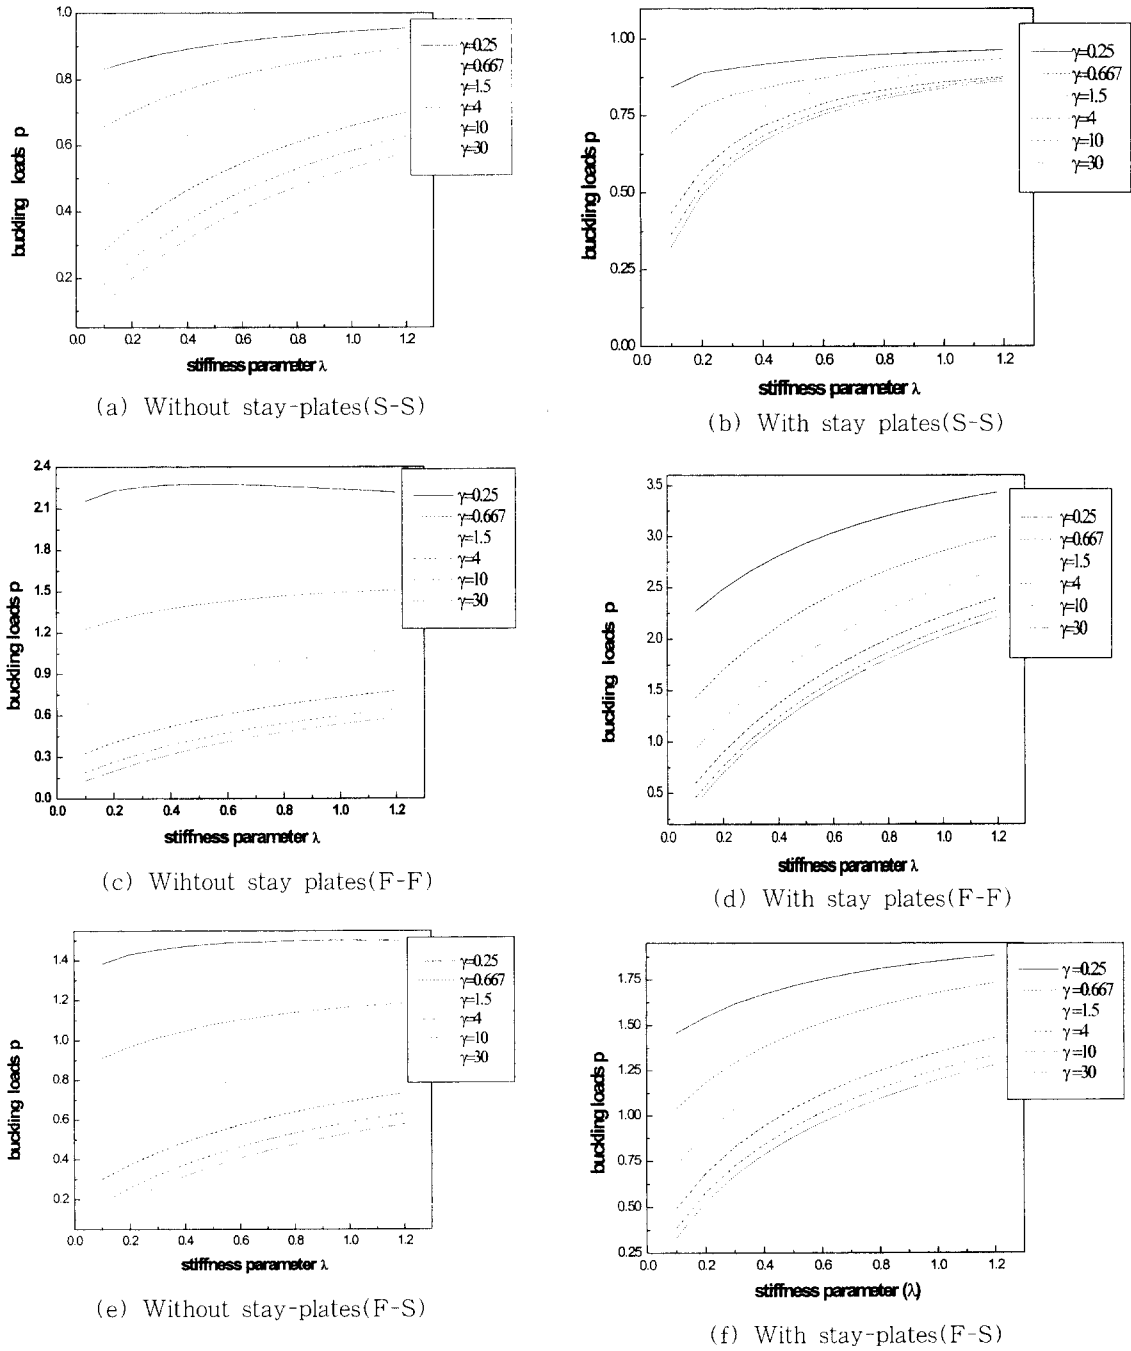 1.0
0.8
0.6
0.4
0.2
0.0 0.2 0.4 0.6 0.8 1.0 1.2
buckling loads p
stiffness parameter λ
γ=0.25
γ=0.667
γ=1.5
γ=4
γ=10
γ=30
(a) Without stay-plates(S-S)
1.00
0.75
0.50
0.25
0.00
0.0 0.2 0.4 0.6 0.8 1.0 1.2
buckling loads p
stiffness parameter λ
γ=0.25
γ=0.667
γ=1.5
γ=4
γ=10
γ=30
(b) With stay plates(S-S)
2.4
2.1
1.8
1.5
1.2
0.9
0.6
0.3
0.0
0.0 0.2 0.4 0.6 0.8 1.0 1.2
buckling loads p
stiffness parameter λ
γ=0.25
γ=0.667
γ=1.5
γ=4
γ=10
γ=30
(c) Wihtout stay plates(F-F)
3.5
3.0
2.5
2.0
1.5
1.0
0.5
0.0 0.2 0.4 0.6 0.8 1.0 1.2
buckling loads p
stiffness parameter λ
γ=0.25
γ=0.667
γ=1.5
γ=4
γ=10
γ=30
(d) With stay plates(F-F)
1.4
1.2
1.0
0.8
0.6
0.4
0.2
0.0 0.2 0.4 0.6 0.8 1.0 1.2
buckling loads p
stiffness parameter λ
γ=0.25
γ=0.667
γ=1.5
γ=4
γ=10
γ=30
(e) Without stay-plates(F-S)
1.75
1.50
1.25
1.00
0.75
0.50
0.25
0.0 0.2 0.4 0.6 0.8 1.0 1.2
buckling loads p
stiffness parameter (λ)
γ=0.25
γ=0.667
γ=1.5
γ=4
γ=10
γ=30
(f) With stay-plates(F-S)